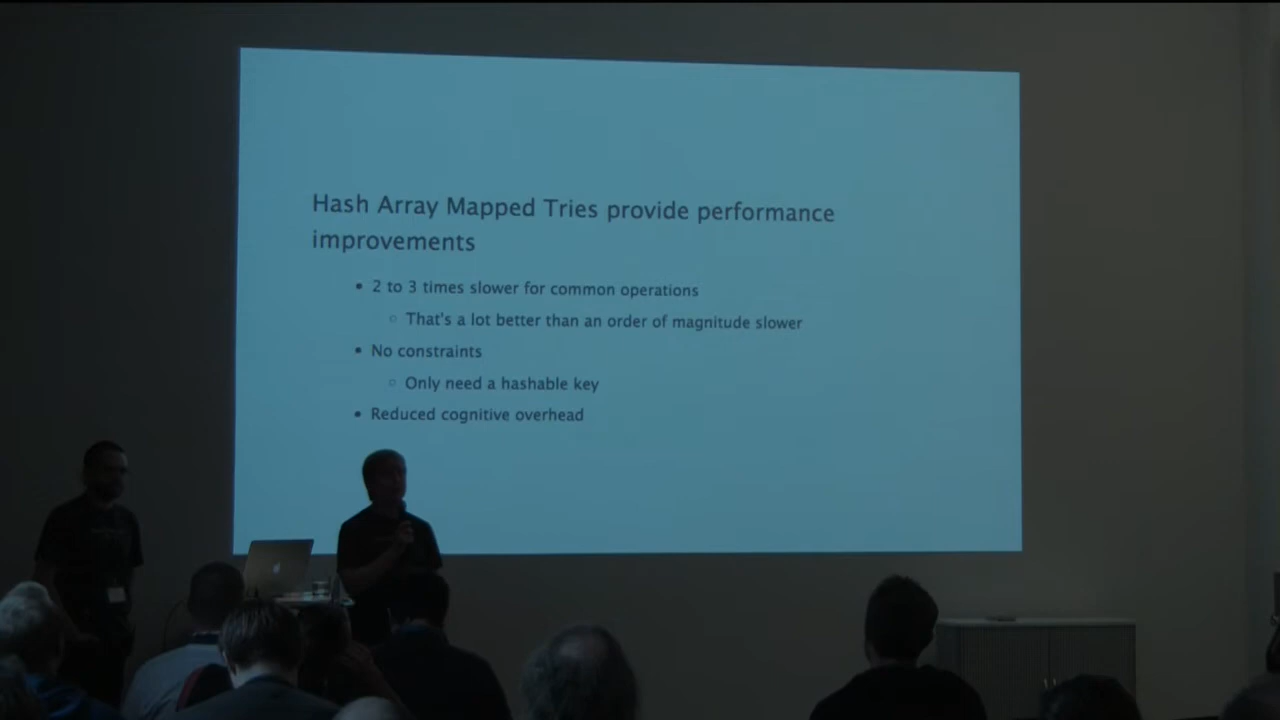 Hash Array Mapped Tries provide performance
improvements
• 2 to 3 times slower for common operations
○ That's a lot better than an order of magnitude slower
• No constraints
○ Only need a hashable key
• Reduced cognitive overhead